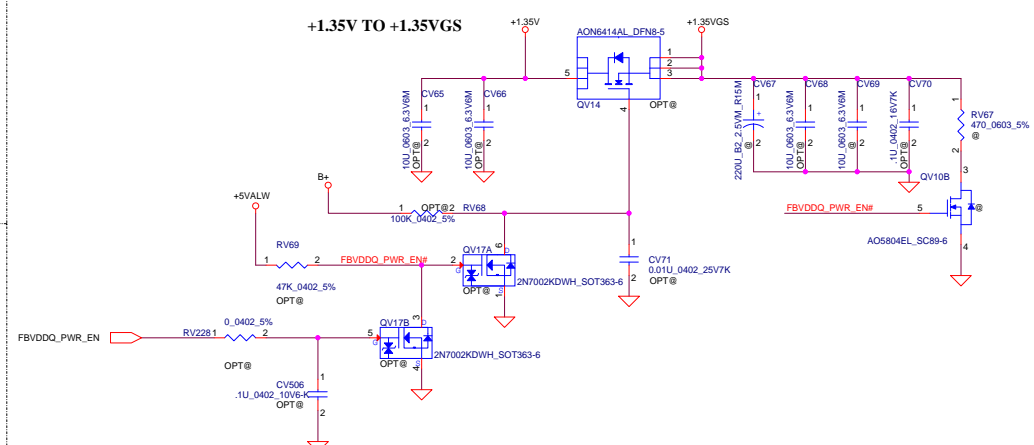 +1.35V TO +1.35VGS
+1.35V
+1.35VGS
AON6414AL_DFN8-5
5
1
2
3
4
QV14
OPT@
CV65
1
2
10U_0603_6.3V6M
OPT@
CV66
1
2
10U_0603_6.3V6M
OPT@
CV67
1
+
2
220U_B2_2.5VM_R15M
@
CV68
1
2
10U_0603_6.3V6M
OPT@
CV69
1
2
10U_0603_6.3V6M
OPT@
CV70
1
2
.1U_0402_16V7K
OPT@
1
RV67
470_0603_5%
@
2
QV10B
3
FBVDDQ_PWR_EN#
5
@
AO5804EL_SC89-6
4
B+
1
OPT@
2
RV68
100K_0402_5%
+5VALW
RV69
1
2
47K_0402_5%
OPT@
FBVDDQ_PWR_EN#
2
QV17A
6
D
G
S
1
2N7002KDWH_SOT363-6
OPT@
1
CV71
0.01U_0402_25V7K
2
OPT@
FBVDDQ_PWR_EN
RV228
1
0_0402_5%
2
OPT@
5
QV17B
3
D
G
S
4
2N7002KDWH_SOT363-6
OPT@
1
CV506
.1U_0402_10V6-K
OPT@
2